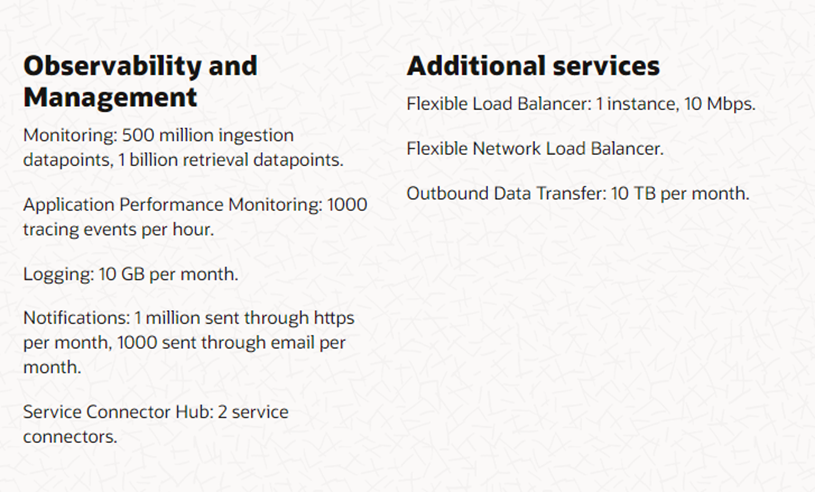 Observability and
Management
Monitoring: 500 million ingestion
datapoints, 1 billion retrieval datapoints.
Application Performance Monitoring: 1000
tracing events per hour.
Logging: 10 GB per month.
Notifications: 1 million sent through https
per month, 1000 sent through email per
month.
Service Connector Hub: 2 service
connectors.
Additional services
Flexible Load Balancer: 1 instance, 10 Mbps.
Flexible Network Load Balancer.
Outbound Data Transfer: 10 TB per month.